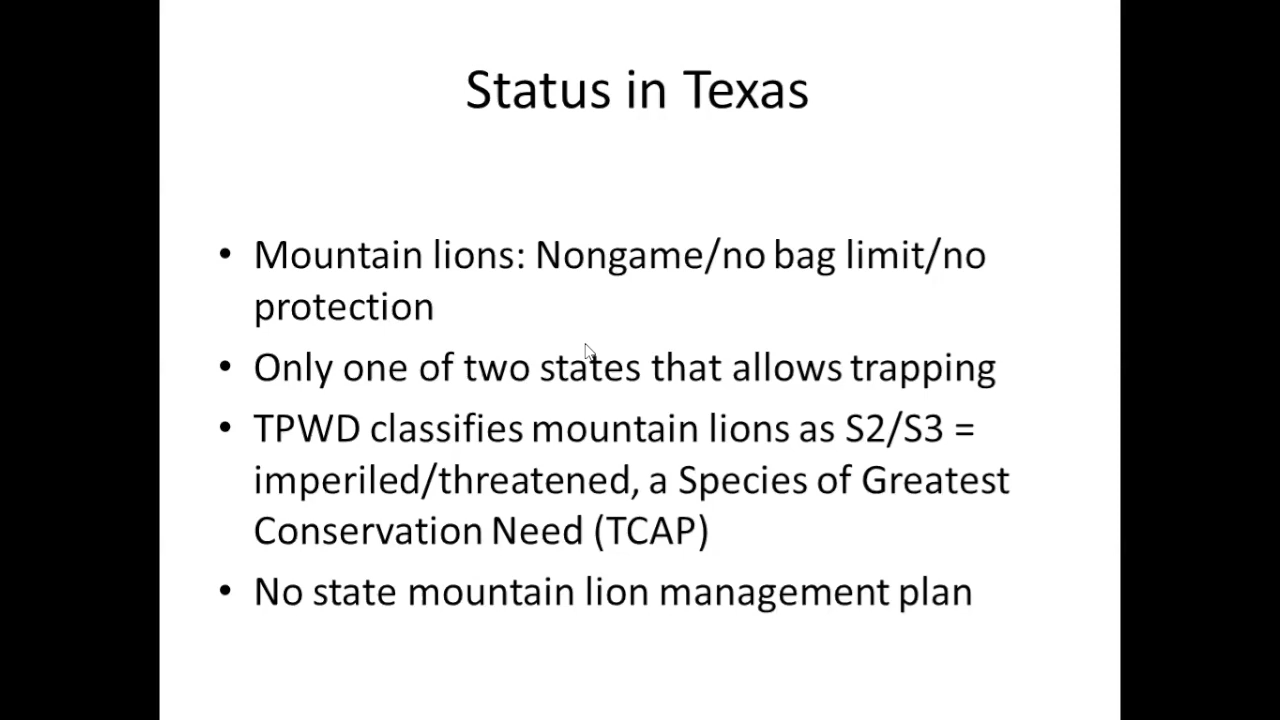 Status in Texas
• Mountain lions: Nongame/no bag limit/no
protection
• Only one of two states that allows trapping
• TPWD classifies mountain lions as S2/S3 =
imperiled/threatened, a Species of Greatest
Conservation Need (TCAP)
• No state mountain lion management plan